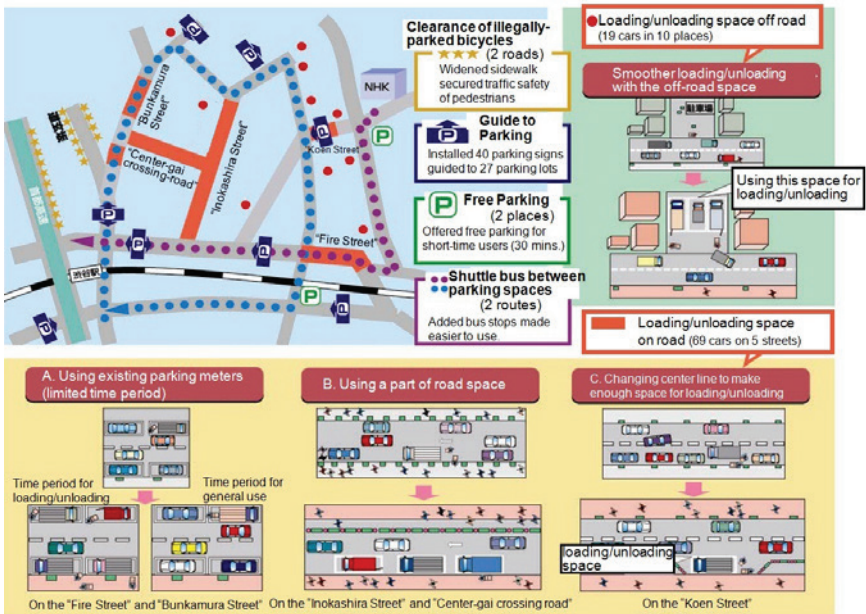 Clearance of illegally-
parked bicycles
★★★ (2 roads)
Widened sidewalk
secured traffic safety
of pedestrians
P Guide to
Parking
Installed 40 parking signs
guided to 27 parking lots
P Free Parking
(2 places)
Offered free parking for
short-time users (30 mins.)
Shuttle bus between
parking spaces
(2 routes)
Added bus stops made
easier to use.
"Bunkamura
Street"
"Center-gai
crossing-road"
"Inokashira Street"
NHK
P
Koen Street
"Fire Street"
渋谷駅
P
P
P
P
P
P
P
P
P
P
Loading/unloading space off road
(19 cars in 10 places)
Smoother loading/unloading
with the off-road space
駐車場
Using this space for
loading/unloading
Loading/unloading space
on road (69 cars on 5 streets)
A. Using existing parking meters
(limited time period)
Time period for
loading/unloading
Time period for
general use
On the "Fire Street" and "Bunkamura Street"
B. Using a part of road space
On the "Inokashira Street" and "Center-gai crossing road"
C. Changing center line to make
enough space for loading/unloading
loading/unloading
space
On the "Koen Street"